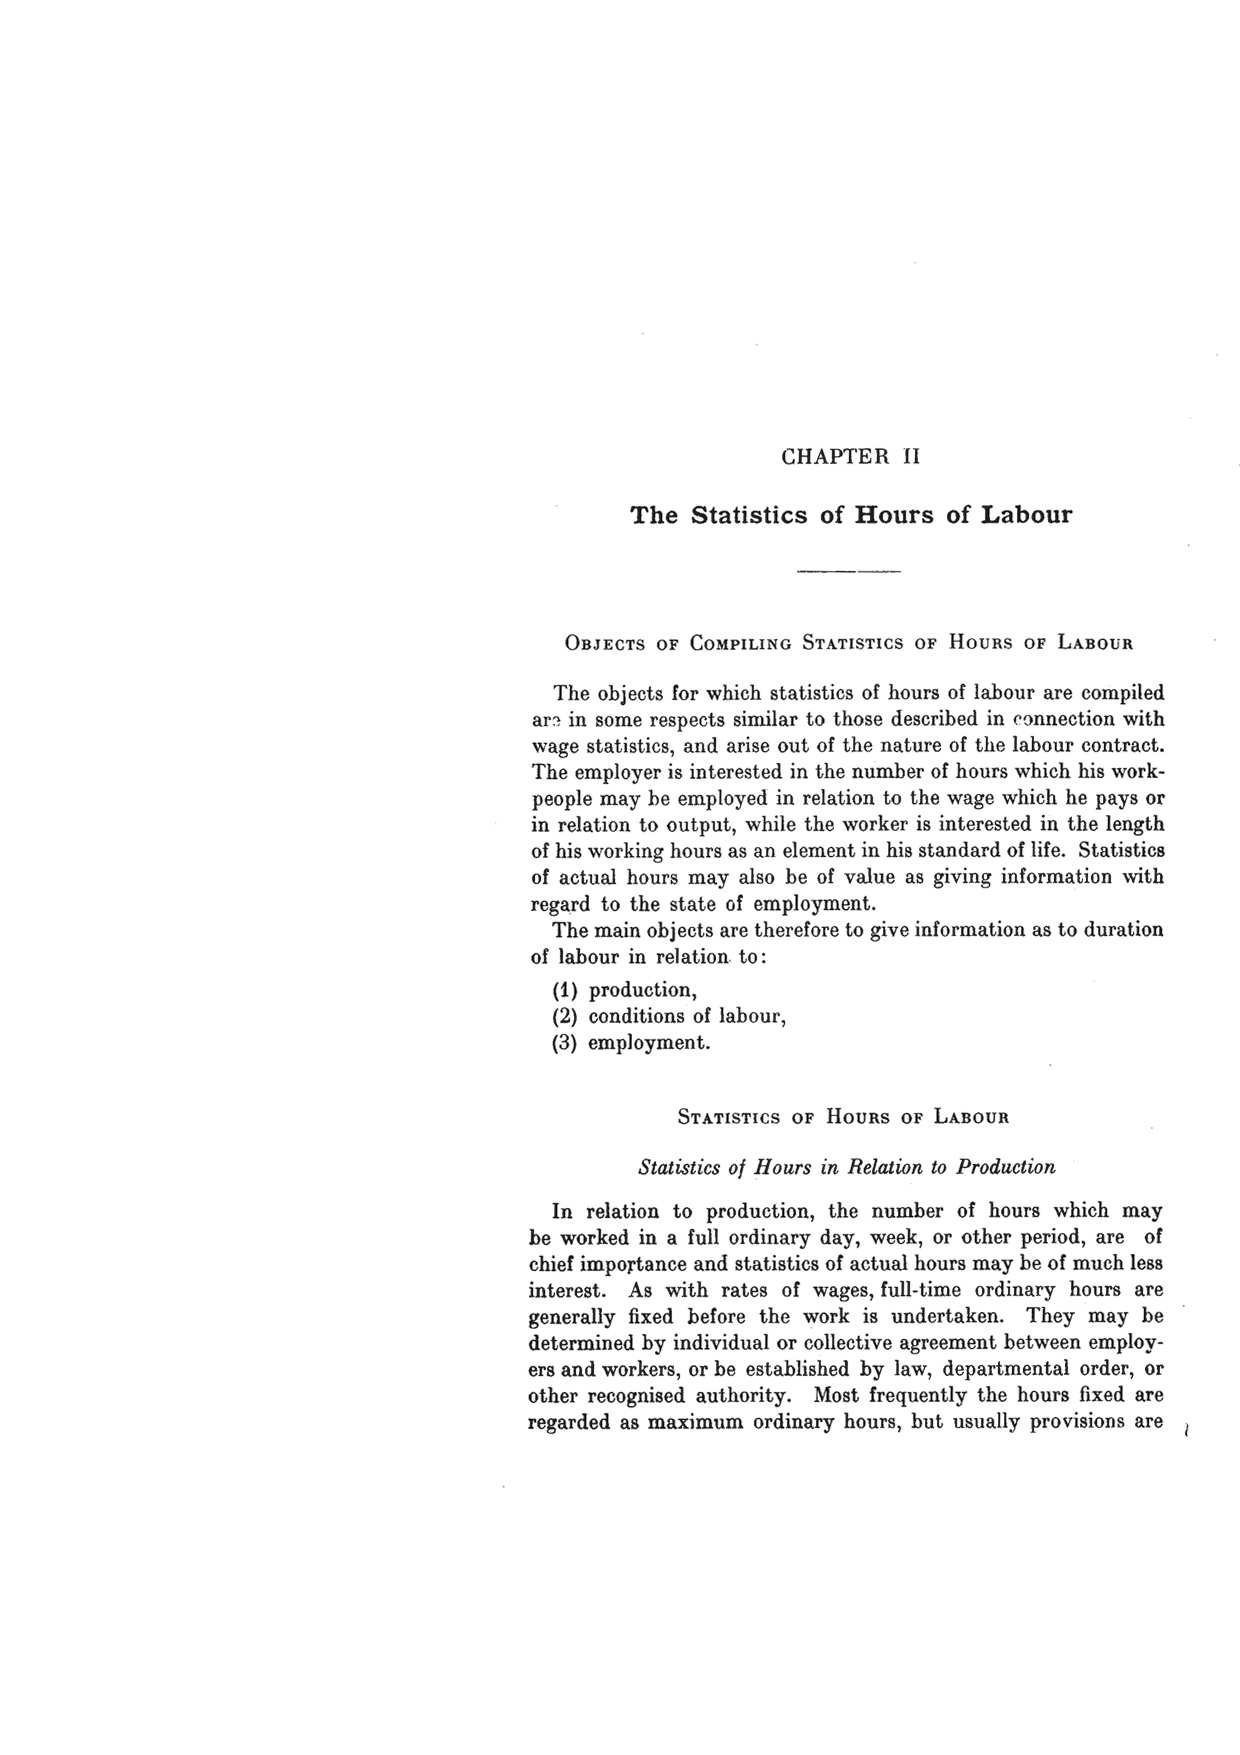 CHAPTER II
The Statistics of Hours of Labour
Objects of Compiling Statistics of Hours of Labour
The objects for which statistics of hours of labour are compiled
are in some respects similar to those described in connection with
wage statistics, and arise out of the nature of the labour contract.
The employer is interested in the number of hours which his work-
people may be employed in relation to the wage which he pays or
in relation to output, while the worker is interested in the length
of his working hours as an element in his standard of life. Statistics
of actual hours may also be of value as giving information with
regard to the state of employment.
The main objects are therefore to give information as to duration
of labour in relation to:
(1) production,
(2) conditions of labour,
(3) employment.
Statistics of Hours of Labour
Statistics of Hours in Relation to Production
In relation to production, the number of hours which may
be worked in a full ordinary day, week, or other period, are of
chief importance and statistics of actual hours may be of much less
interest. As with rates of wages, full-time ordinary hours are
generally fixed before the work is undertaken. They may be
determined by individual or collective agreement between employ-
ers and workers, or be established by law, departmental order, or
other recognised authority. Most frequently the hours fixed are
regarded as maximum ordinary hours, but usually provisions are